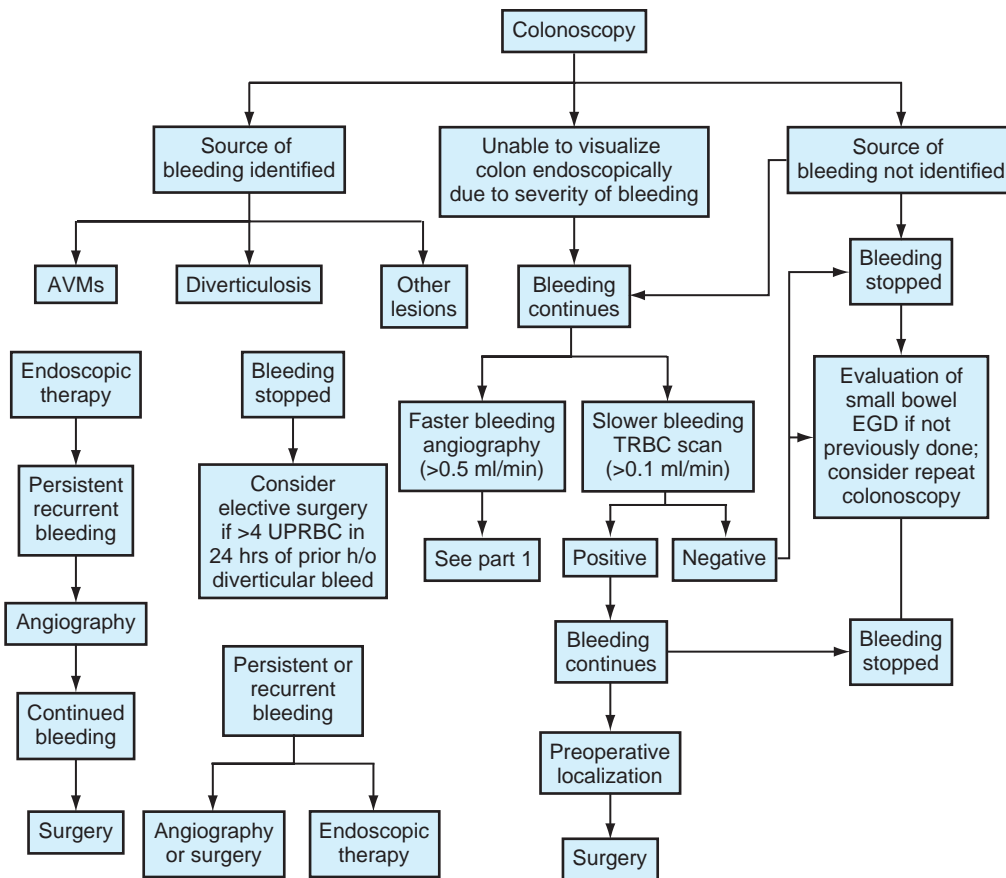 Colonoscopy
Source of
bleeding identified
Unable to visualize
colon endoscopically
due to severity of bleeding
Source of
bleeding not identified
AVMs
Diverticulosis
Other
lesions
Bleeding
continues
Bleeding
stopped
Endoscopic
therapy
Bleeding
stopped
Faster bleeding
angiography
(>0.5 ml/min)
Slower bleeding
TRBC scan
(>0.1 ml/min)
Evaluation of
small bowel
EGD if not
previously done;
consider repeat
colonoscopy
Persistent
recurrent
bleeding
Consider
elective surgery
if >4 UPRBC in
24 hrs of prior h/o
diverticular bleed
See part 1
Positive
Negative
Angiography
Bleeding
continues
Bleeding
stopped
Persistent or
recurrent
bleeding
Continued
bleeding
Preoperative
localization
Surgery
Angiography
or surgery
Endoscopic
therapy
Surgery